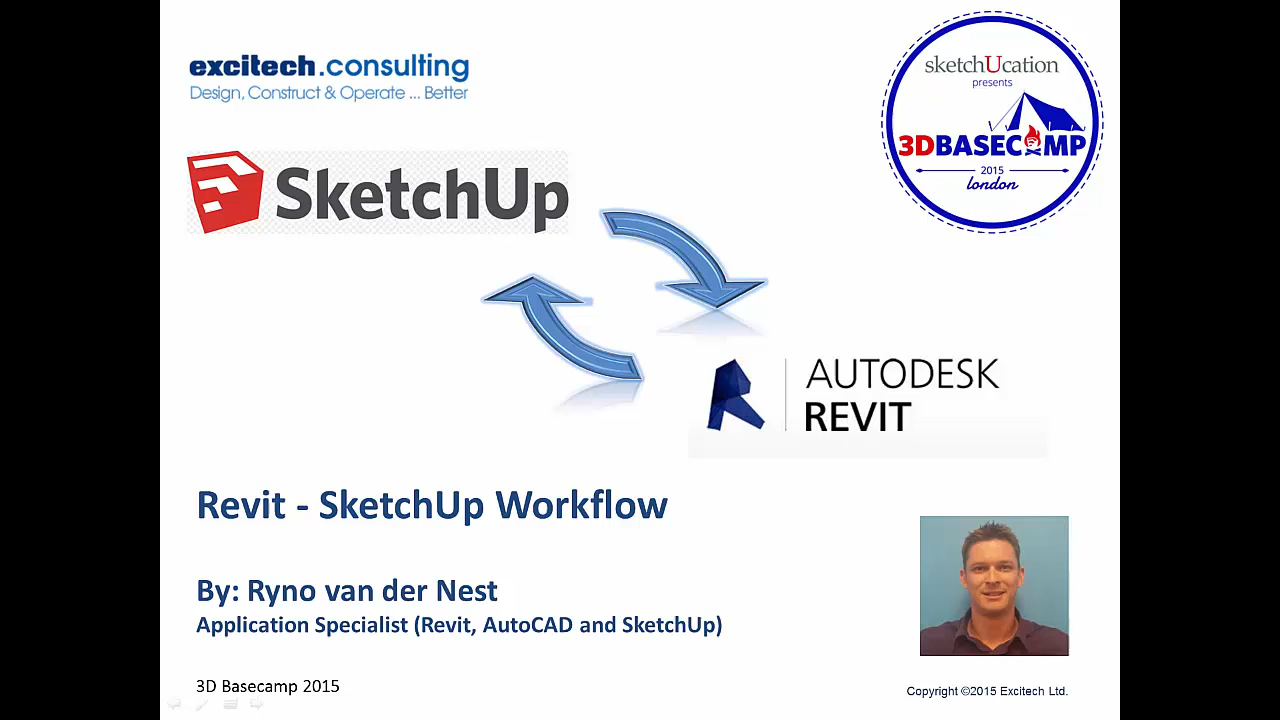 excitech.consulting
Design, Construct & Operate ... Better
sketchUcation
presents
3DBASECAMP
2015
london
SketchUp
AUTODESK
REVIT
Revit - SketchUp Workflow
By: Ryno van der Nest
Application Specialist (Revit, AutoCAD and SketchUp)
3D Basecamp 2015
Copyright ©2015 Excitech Ltd.